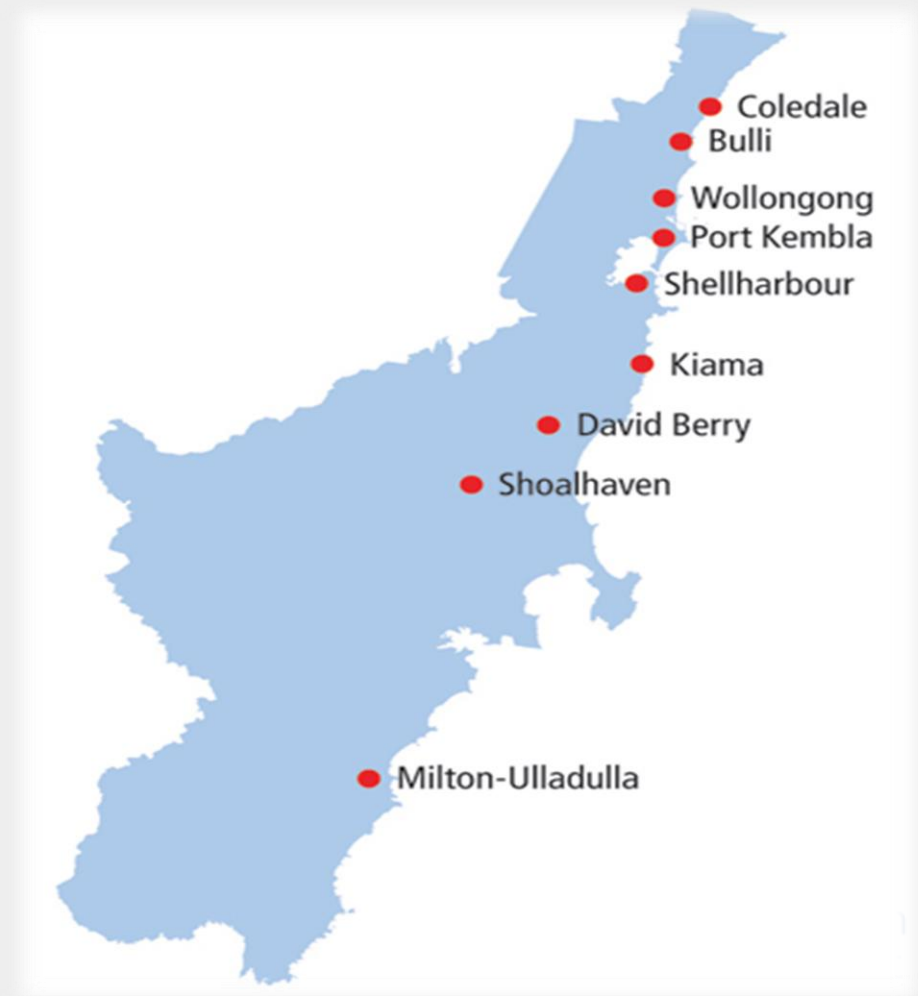 Coledale
Bulli
Wollongong
Port Kembla
Shellharbour
Kiama
David Berry
Shoalhaven
Milton-Ulladulla